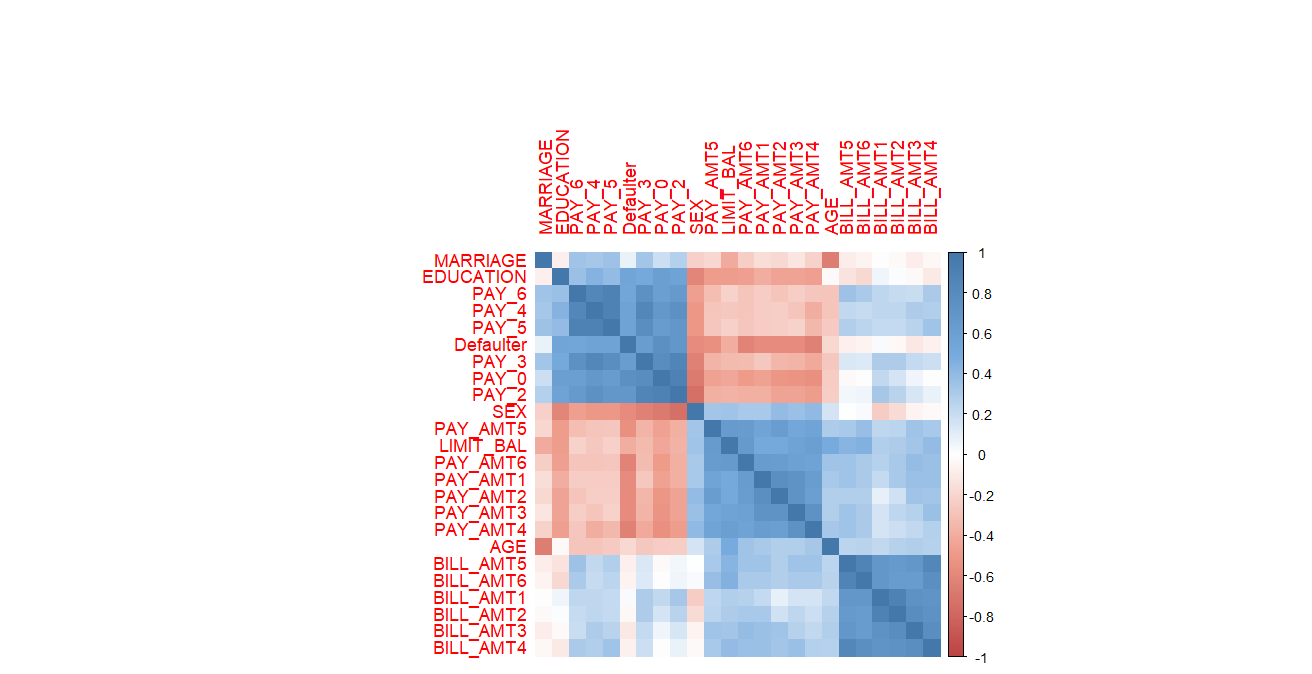 MARRIAGE
EDUCATION
PAY_6
PAY_4
PAY_5
Defaulter
PAY_3
PAY_0
PAY_2
SEX
PAY_AMT5
LIMIT_BAL
PAY_AMT6
PAY_AMT1
PAY_AMT2
PAY_AMT3
PAY_AMT4
AGE
BILL_AMT5
BILL_AMT6
BILL_AMT1
BILL_AMT2
BILL_AMT3
BILL_AMT4
MARRIAGE
EDUCATION
PAY_6
PAY_4
PAY_5
Defaulter
PAY_3
PAY_0
PAY_2
SEX
PAY_AMT5
LIMIT_BAL
PAY_AMT6
PAY_AMT1
PAY_AMT2
PAY_AMT3
PAY_AMT4
AGE
BILL_AMT5
BILL_AMT6
BILL_AMT1
BILL_AMT2
BILL_AMT3
BILL_AMT4
1
0.8
0.6
0.4
0.2
0
-0.2
-0.4
-0.6
-0.8
-1